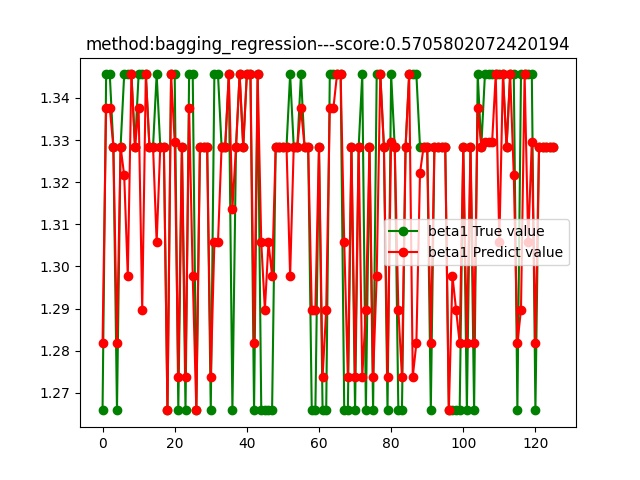 method:bagging_regression---score:0.5705802072420194
1.34
1.33
1.32
1.31
1.30
1.29
1.28
1.27
beta1 True value
beta1 Predict value
0 20 40 60 80 100 120